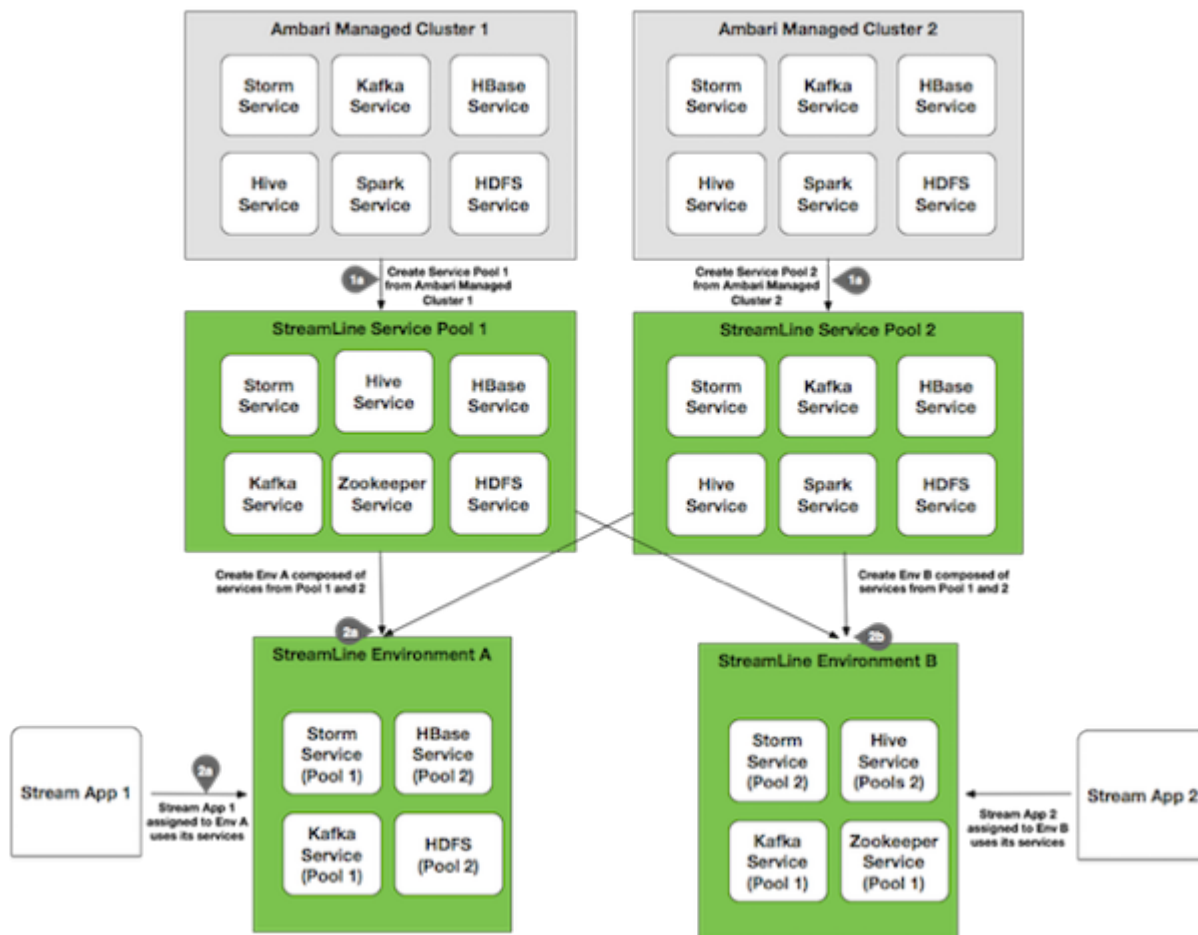 Ambari Managed Cluster 1
Storm
Service
Kafka
Service
HBase
Service
Hive
Service
Spark
Service
HDFS
Service
Ambari Managed Cluster 2
Storm
Service
Kafka
Service
HBase
Service
Hive
Service
Spark
Service
HDFS
Service
1a
Create Service Pool 1
from Ambari Managed
Cluster 1
Create Service Pool 2
from Ambari Managed
Cluster 2
1a
StreamLine Service Pool 1
Storm
Service
Hive
Service
HBase
Service
Kafka
Service
Zookeeper
Service
HDFS
Service
StreamLine Service Pool 2
Storm
Service
Kafka
Service
HBase
Service
Hive
Service
Spark
Service
HDFS
Service
Create Env A composed of
services from Pool 1 and 2
Create Env B composed of
services from Pool 1 and 2
2a
2b
StreamLine Environment A
Storm
Service
(Pool 1)
HBase
Service
(Pool 2)
Kafka
Service
(Pool 1)
HDFS
(Pool 2)
StreamLine Environment B
Storm
Service
(Pool 2)
Hive
Service
(Pools 2)
Kafka
Service
(Pool 1)
Zookeeper
Service
(Pool 1)
Stream App 1
2a
Stream App 1
assigned to Env A
uses its services
Stream App 2
assigned to Env B
uses its services
Stream App 2